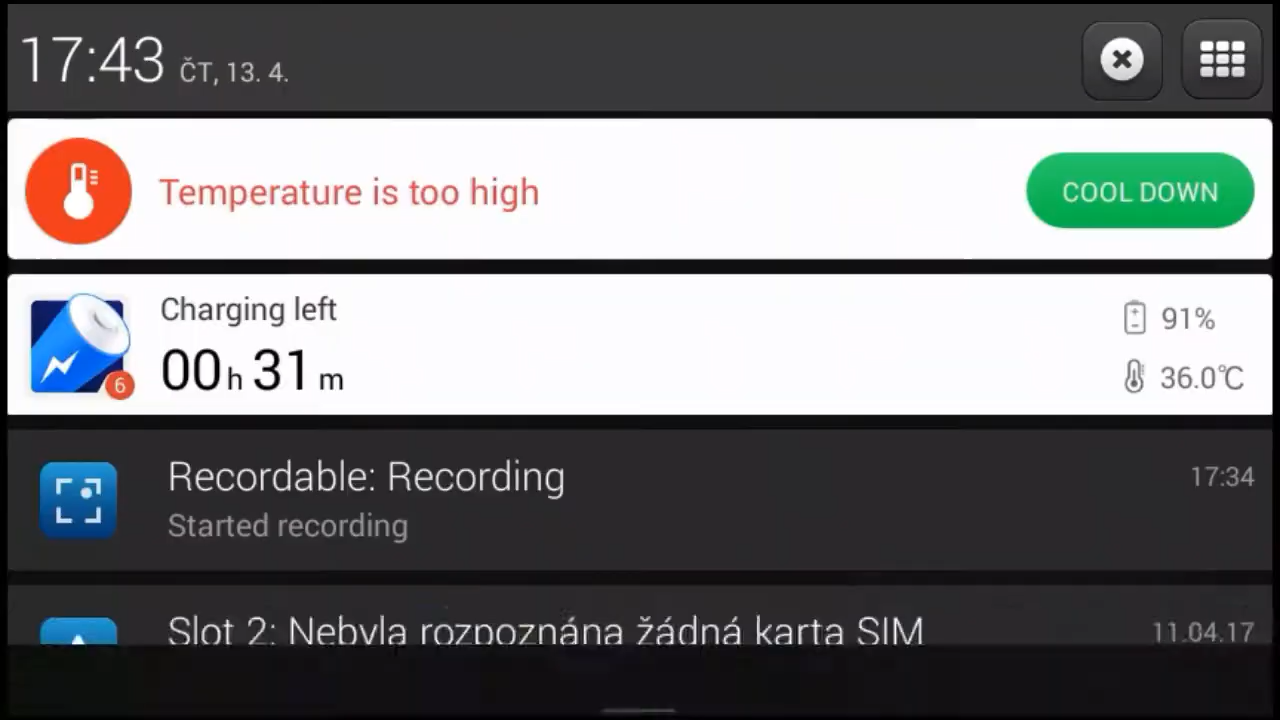 17:43 ČT, 13. 4.
Temperature is too high
COOL DOWN
Charging left
00h 31m
91%
36.0℃
6
Recordable: Recording
17:34
Started recording
Slot 2: Nebyla rozpoznána žádná karta SIM
11.04.17